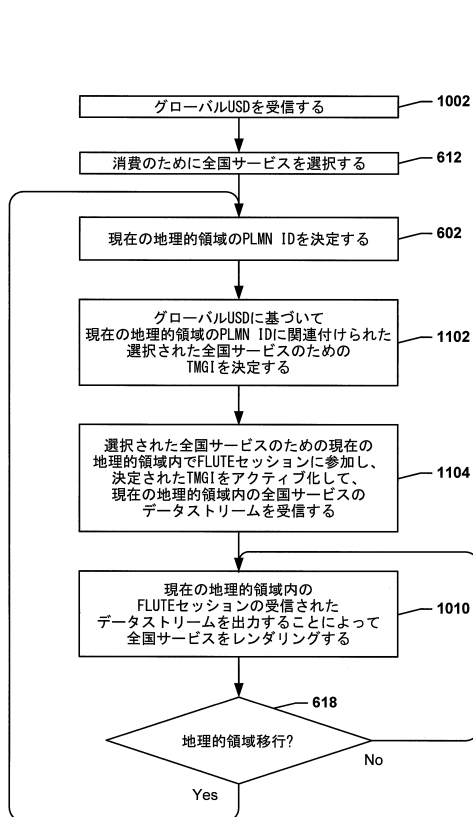 グローバルUSDを受信する
1002
消費のために全国サービスを選択する
612
現在の地理的領域のPLMN IDを決定する
602
グローバルUSDに基づいて
現在の地理的領域のPLMN IDに関連付けられた
選択された全国サービスのための
TMGIを決定する
1102
選択された全国サービスのための現在の
地理的領域内でFLUTEセッションに参加し、
決定されたTMGIをアクティブ化して、
現在の地理的領域内の全国サービスの
データストリームを受信する
1104
現在の地理的領域内の
FLUTEセッションの受信された
データストリームを出力することによって
全国サービスをレンダリングする
1010
618
地理的領域移行?
No
Yes